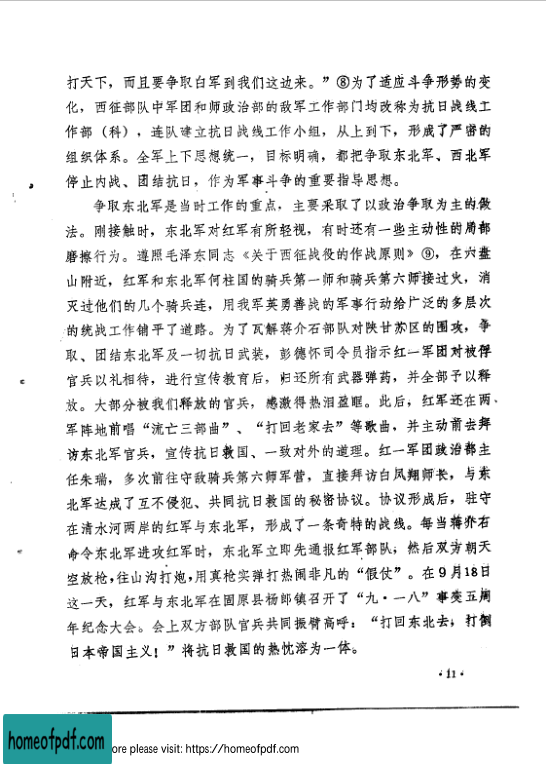 打天下，而且要争取白军到我们这边来。”⑧为了适应斗争形势的变
化，西征部队中军团和师政治部的敌军工作部门均改称为抗日战线工
作部（科），连队建立抗日战线工作小组，从上到下，形成了严密的
组织体系。全军上下思想统一，目标明确，都把争取东北军、西北军
停止内战、团结抗日，作为军事斗争的重要指导思想。
争取东北军是当时工作的重点，主要采取了以政治争取为主的做
法。刚接触时，东北军对红军有所轻视，有时还有一些主动性的局部
磨擦行为。遵照毛泽东同志《关于西征战役的作战原则》⑨，在六盘
山附近，红军和东北军何柱国的骑兵第一师和骑兵第六师接过火，消
灭过他们的几个骑兵连，用我军英勇善战的军事行动给广泛的多层次
的统战工作铺平了道路。为了瓦解蒋介石部队对陕甘苏区的围攻，争
取、团结东北军及一切抗日武装，彭德怀司令员指示红一军团对被俘
官兵以礼相待，进行宣传教育后，归还所有武器弹药，并全部予以释
放。大部分被我们释放的官兵，感激得热泪盈眶。此后，红军还在两
军阵地前唱“流亡三部曲”、“打回老家去”等歌曲，并主动前去拜
访东北军官兵，宣传抗日救国、一致对外的道理。红一军团政治部主
任朱瑞，多次前往守敌骑兵第六师军营，直接拜访白凤翔师长，与东
北军达成了互不侵犯、共同抗日救国的秘密协议。协议形成后，驻守
在清水河两岸的红军与东北军，形成了一条奇特的战线。每当蒋介石
命令东北军进攻红军时，东北军立即先通报红军部队，然后双方朝天
空放枪，往山沟打炮，用真枪实弹打热闹非凡的“假仗”。在9月18日
这一天，红军与东北军在固原县杨郎镇召开了“九·一八”事变五周
年纪念大会。会上双方部队官兵共同振臂高呼：“打回东北去，打倒
日本帝国主义！”将抗日救国的热忱溶为一体。
·11·
homeofpdf.com
ore please visit: https://homeofpdf.com